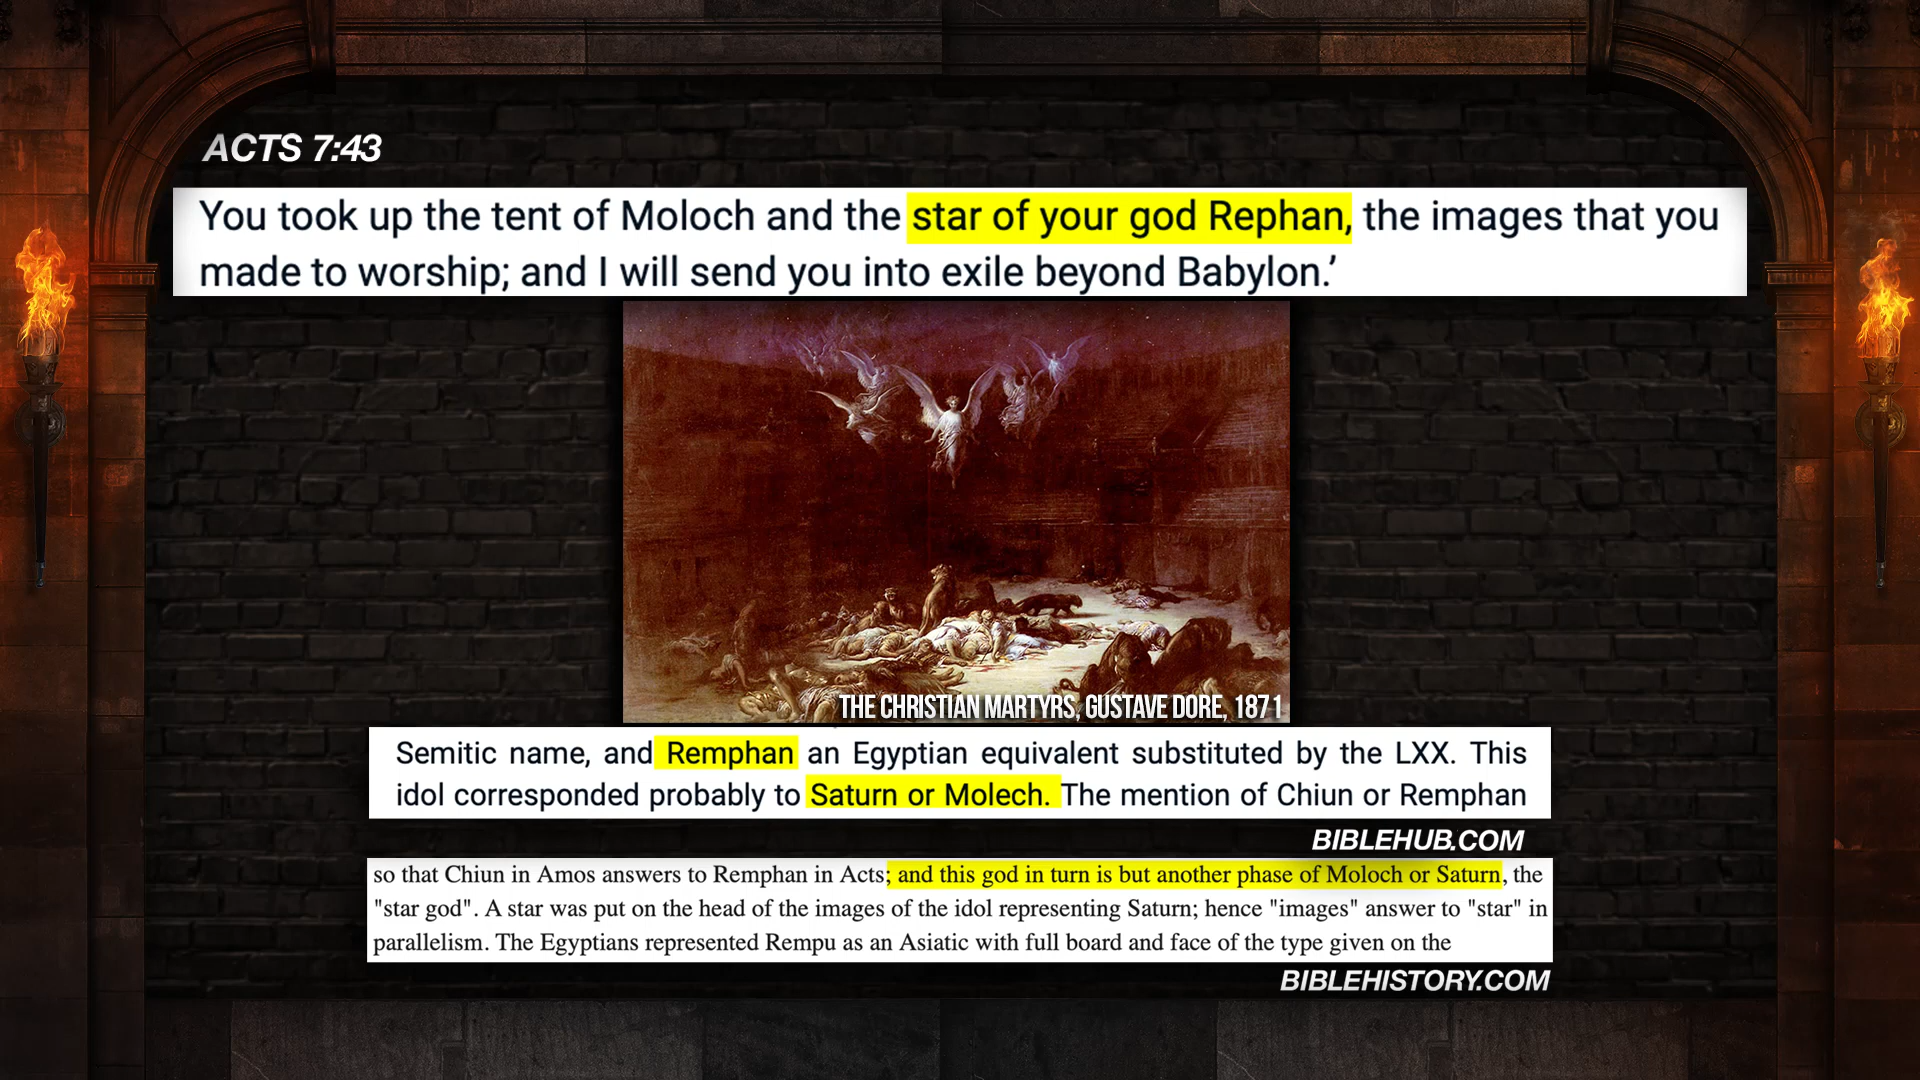 ACTS 7:43
You took up the tent of Moloch and the star of your god Rephan, the images that you
made to worship; and I will send you into exile beyond Babylon.’
THE CHRISTIAN MARTYRS, GUSTAVE DORE, 1871
Semitic name, and Remphan an Egyptian equivalent substituted by the LXX. This
idol corresponded probably to Saturn or Molech. The mention of Chiun or Remphan
BIBLEHUB.COM
so that Chiun in Amos answers to Remphan in Acts; and this god in turn is but another phase of Moloch or Saturn, the
"star god". A star was put on the head of the images of the idol representing Saturn; hence "images" answer to "star" in
parallelism. The Egyptians represented Rempu as an Asiatic with full board and face of the type given on the
BIBLEHISTORY.COM